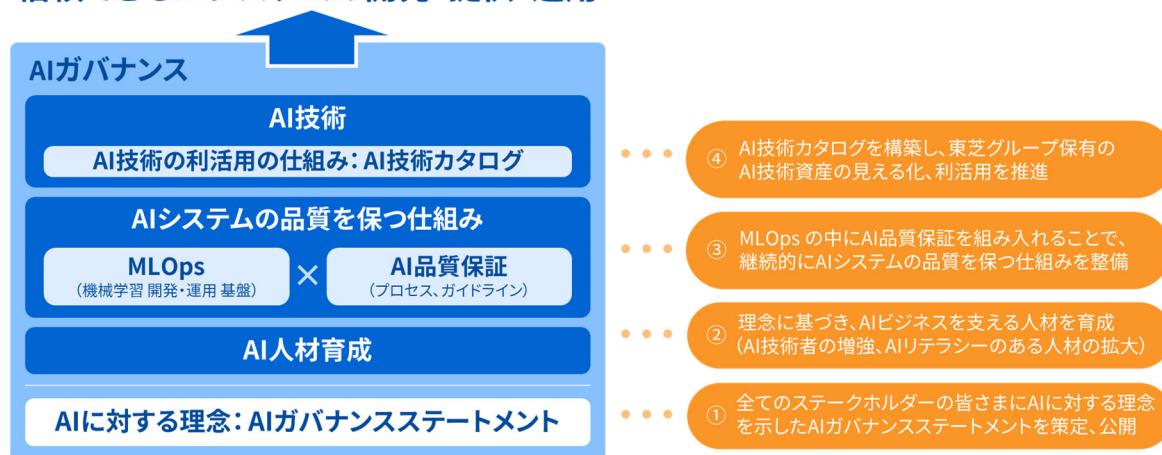 AIガバナンス
AI技術
AI技術の利活用の仕組み:AI技術カタログ
AIシステムの品質を保つ仕組み
MLOps
(機械学習 開発・運用 基盤)
×
AI品質保証
(プロセス、ガイドライン)
AI人材育成
AIに対する理念:AIガバナンスステートメント
④
AI技術カタログを構築し、東芝グループ保有の
AI技術資産の見える化、利活用を推進
③
MLOps の中にAI品質保証を組み入れることで、
継続的にAIシステムの品質を保つ仕組みを整備
②
理念に基づき、AIビジネスを支える人材を育成
(AI技術者の増強、AIリテラシーのある人材の拡大)
①
全てのステークホルダーの皆さまにAIに対する理念
を示したAIガバナンスステートメントを策定、公開